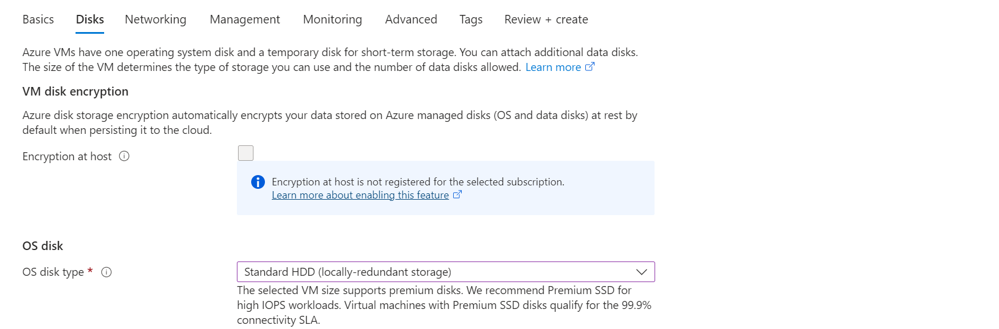 Basics Disks Networking Management Monitoring Advanced Tags Review + create
Azure VMs have one operating system disk and a temporary disk for short-term storage. You can attach additional data disks.
The size of the VM determines the type of storage you can use and the number of data disks allowed. Learn more
VM disk encryption
Azure disk storage encryption automatically encrypts your data stored on Azure managed disks (OS and data disks) at rest by
default when persisting it to the cloud.
Encryption at host
Encryption at host is not registered for the selected subscription.
Learn more about enabling this feature
OS disk
OS disk type * Standard HDD (locally-redundant storage)
The selected VM size supports premium disks. We recommend Premium SSD for
high IOPS workloads. Virtual machines with Premium SSD disks qualify for the 99.9%
connectivity SLA.